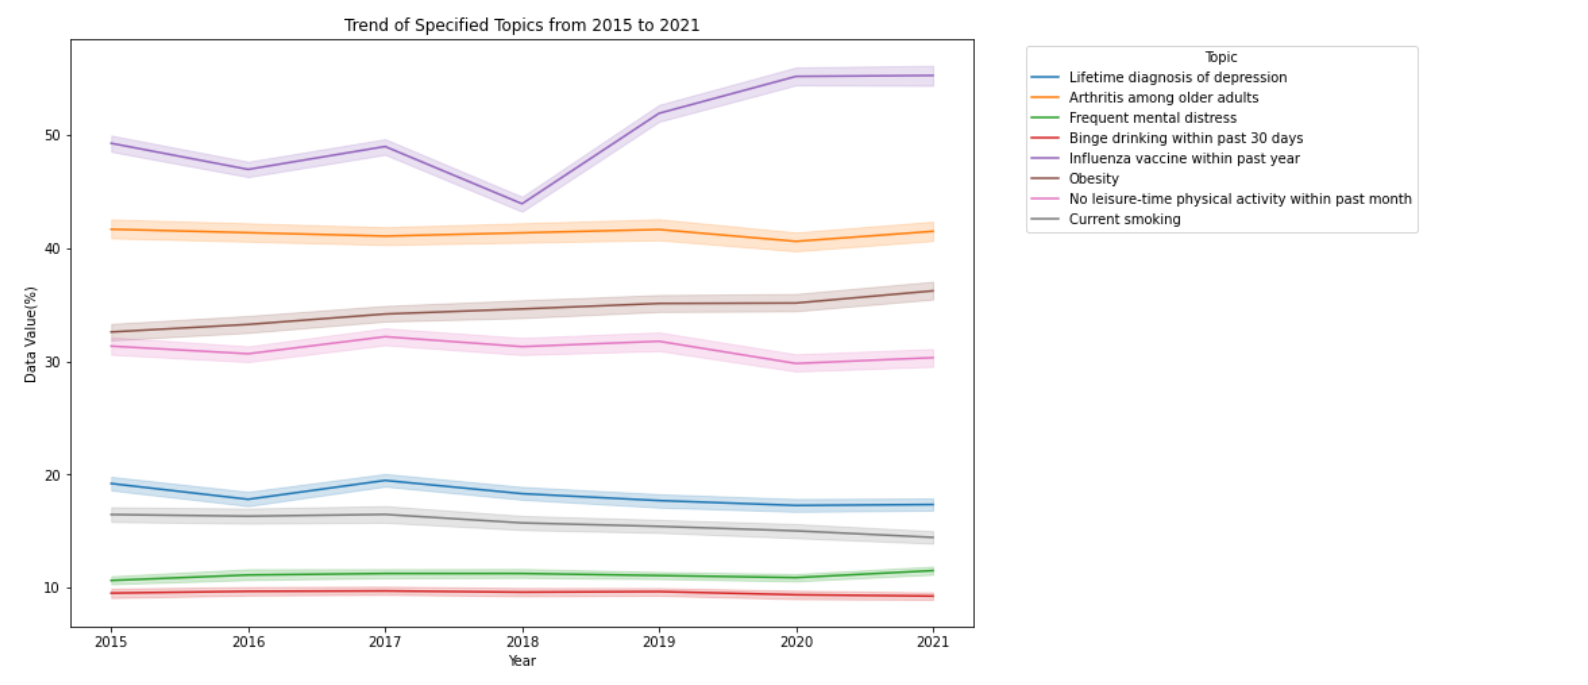 Trend of Specified Topics from 2015 to 2021
Topic
Lifetime diagnosis of depression
Arthritis among older adults
Frequent mental distress
Binge drinking within past 30 days
Influenza vaccine within past year
Obesity
No leisure-time physical activity within past month
Current smoking
Data Value(%)
50
40
30
20
10
2015 2016 2017 2018 2019 2020 2021
Year